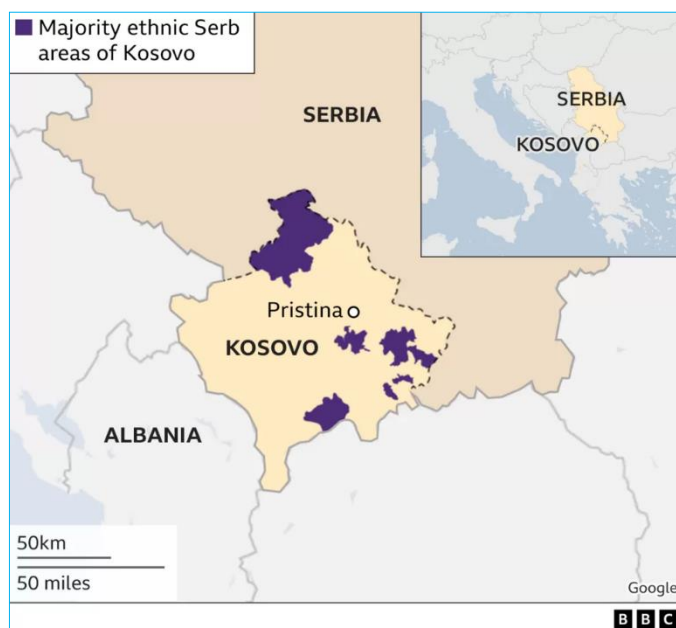 Majority ethnic Serb
areas of Kosovo
SERBIA
SERBIA
KOSOVO
Pristina
KOSOVO
ALBANIA
50km
50 miles
Google
BBC